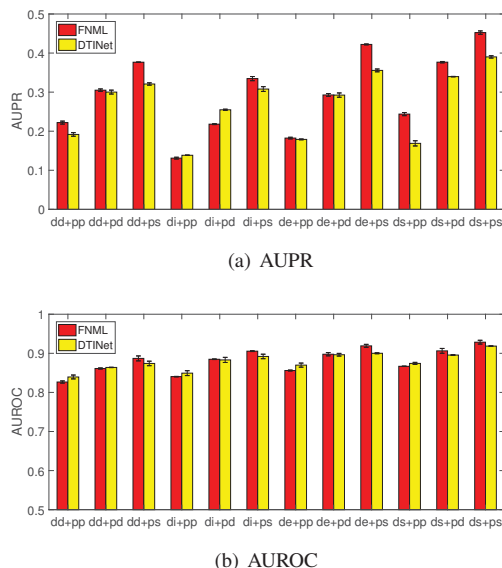 0.5
FNML
DTINet
0.4
0.3
AUPR
0.2
0.1
0
dd+pp dd+pd dd+ps di+pp di+pd di+ps de+pp de+pd de+ps ds+pp ds+pd ds+ps
(a) AUPR
1
FNML
DTINet
0.9
0.8
AUROC
0.7
0.6
0.5
dd+pp dd+pd dd+ps di+pp di+pd di+ps de+pp de+pd de+ps ds+pp ds+pd ds+ps
(b) AUROC